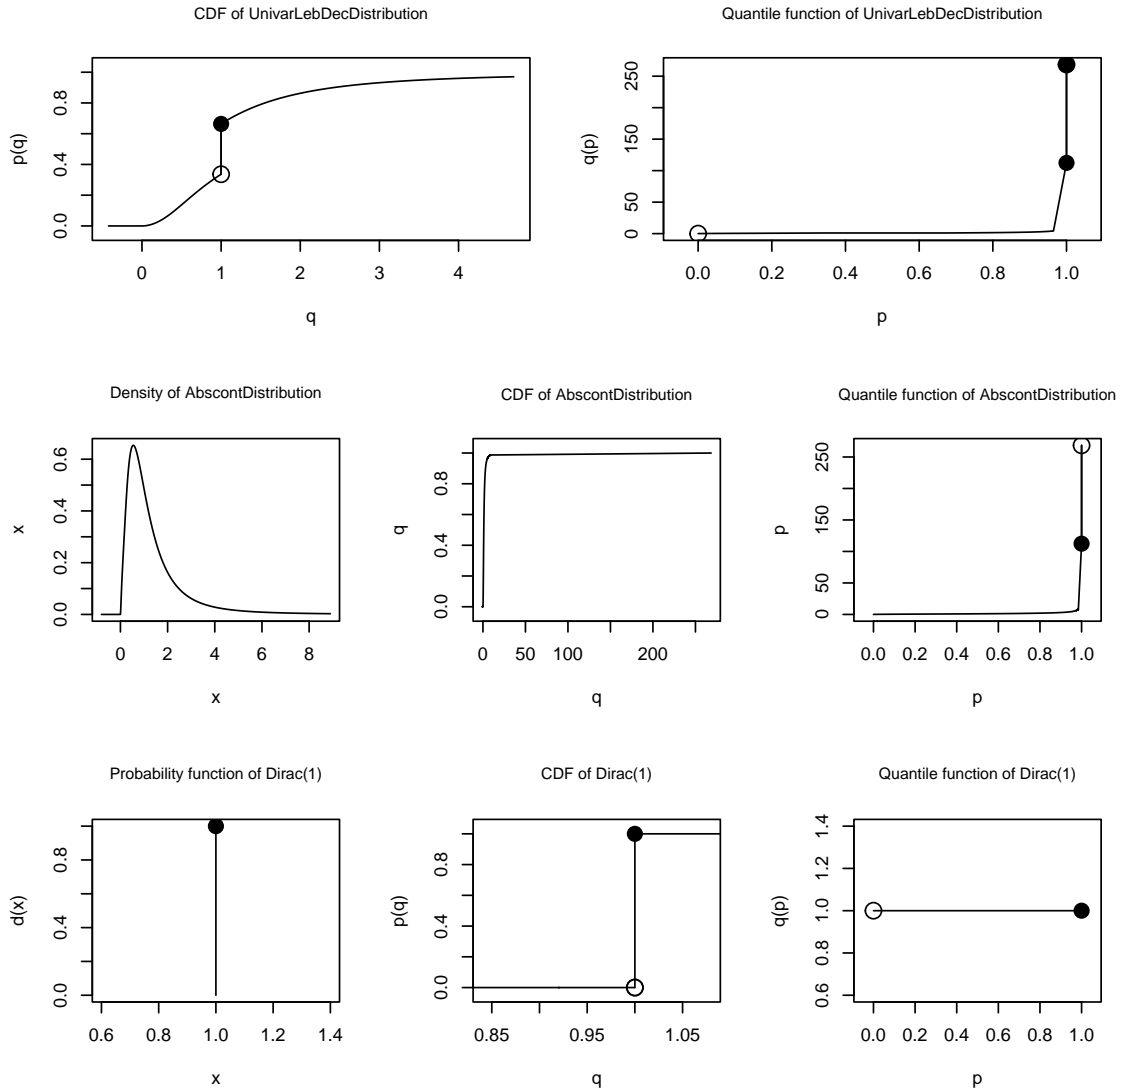 CDF of UnivarLebDecDistribution
p(q)
0.0 0.4 0.8
0 1 2 3 4
q
Quantile function of UnivarLebDecDistribution
q(p)
0 50 150 250
0.0 0.2 0.4 0.6 0.8 1.0
p
Density of AbscontDistribution
x
0.0 0.2 0.4 0.6
0 2 4 6 8
x
CDF of AbscontDistribution
q
0.0 0.4 0.8
0 50 100 200
q
Quantile function of AbscontDistribution
p
0 50 150 250
0.0 0.2 0.4 0.6 0.8 1.0
p
Probability function of Dirac(1)
d(x)
0.0 0.4 0.8
0.6 0.8 1.0 1.2 1.4
x
CDF of Dirac(1)
p(q)
0.0 0.4 0.8
0.85 0.95 1.05
q
Quantile function of Dirac(1)
q(p)
0.6 0.8 1.0 1.2 1.4
0.0 0.2 0.4 0.6 0.8 1.0
p